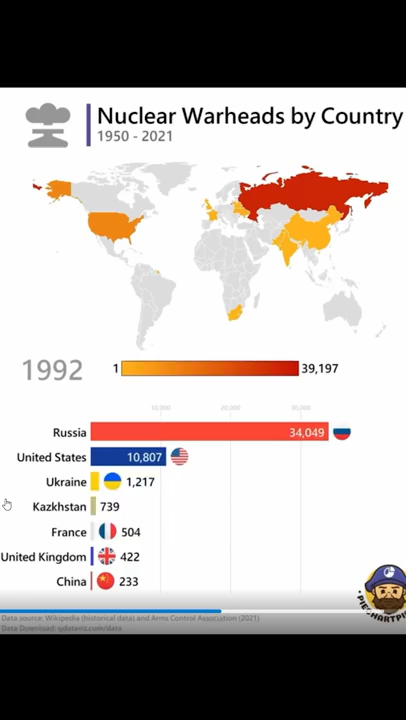 Nuclear Warheads by Country
1950 - 2021
1992
1
39,197
10,000 20,000 30,000
Russia 34,049
United States 10,807
Ukraine 1,217
Kazkhstan 739
France 504
United Kingdom 422
China 233
Data source: Wikipedia (historical data) and Arms Control Association (2021)
Data Download: sjdataviz.com/data